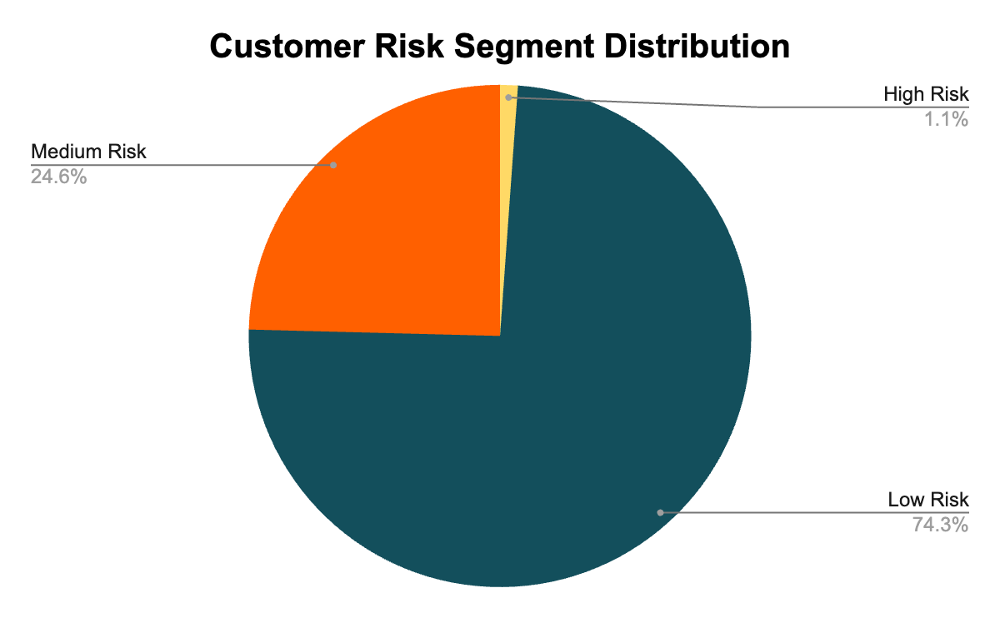 Customer Risk Segment Distribution
High Risk
1.1%
Medium Risk
24.6%
Low Risk
74.3%